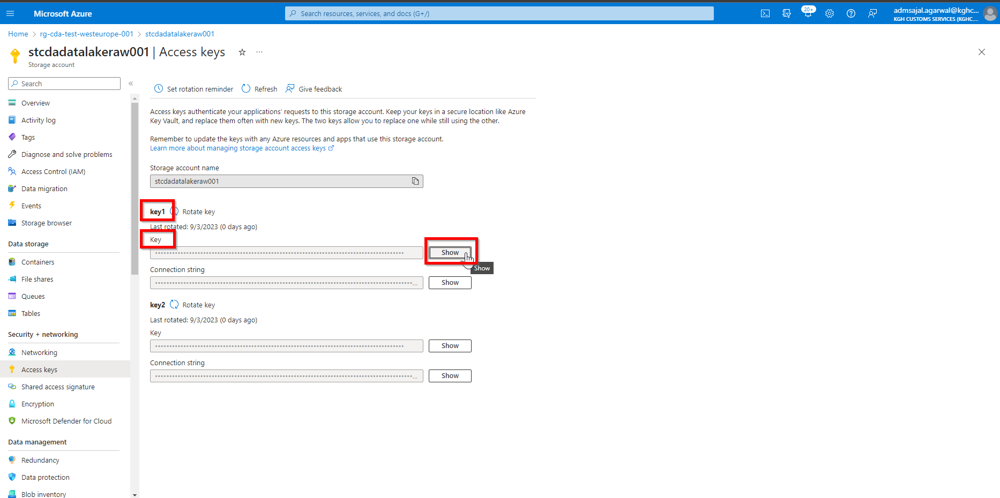 Microsoft Azure
Search resources, services, and docs (G+/)
20+
admsajal.agarwal@kghc...
KGH CUSTOMS SERVICES (KGHC....
Home > rg-cda-test-westeurope-001 > stcdadatalakeraw001
stcdadatalakeraw001 | Access keys
...
Storage account
Search
«
Overview
Activity log
Tags
Diagnose and solve problems
Access Control (IAM)
Data migration
Events
Storage browser
Data storage
Containers
File shares
Queues
Tables
Security + networking
Networking
Access keys
Shared access signature
Encryption
Microsoft Defender for Cloud
Data management
Redundancy
Data protection
Blob inventory
Set rotation reminder
Refresh
Give feedback
Access keys authenticate your applications' requests to this storage account. Keep your keys in a secure location like Azure
Key Vault, and replace them often with new keys. The two keys allow you to replace one while still using the other.
Remember to update the keys with any Azure resources and apps that use this storage account.
Learn more about managing storage account access keys
Storage account name
stcdadatalakeraw001
key1
Rotate key
Last rotated: 9/3/2023 (0 days ago)
Key
Show
Show
Connection string
Show
key2
Rotate key
Last rotated: 9/3/2023 (0 days ago)
Key
Show
Connection string
Show